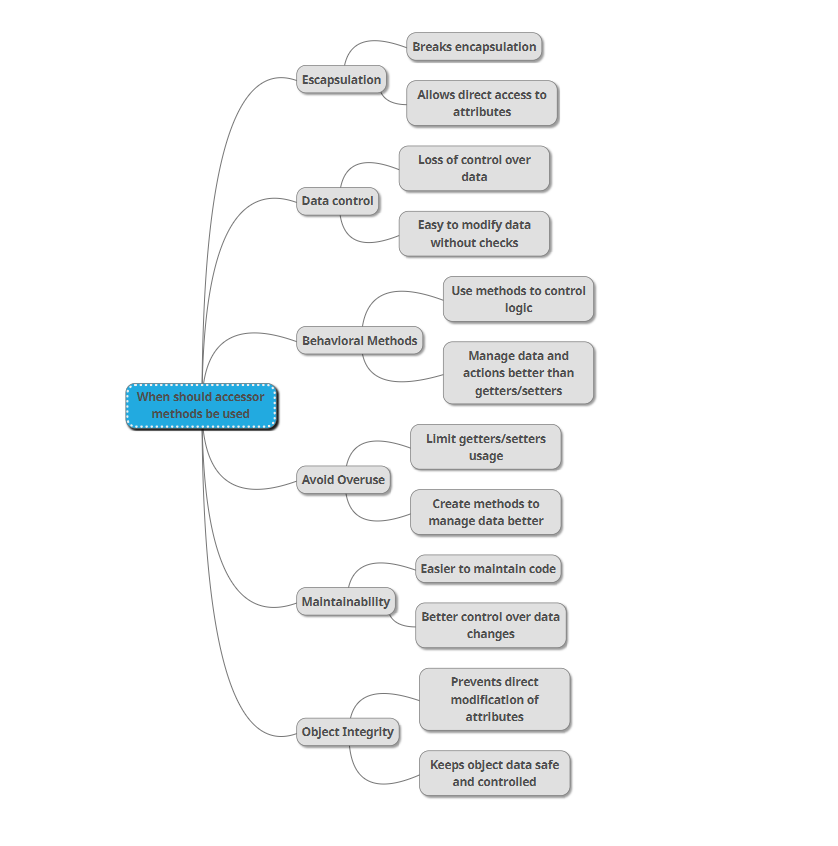 Breaks encapsulation
Escapsulation
Allows direct access to
attributes
Loss of control over
data
Data control
Easy to modify data
without checks
Use methods to control
logic
Behavioral Methods
Manage data and
actions better than
getters/setters
When should accessor
methods be used
Limit getters/setters
usage
Avoid Overuse
Create methods to
manage data better
Easier to maintain code
Maintainability
Better control over data
changes
Prevents direct
modification of
attributes
Object Integrity
Keeps object data safe
and controlled